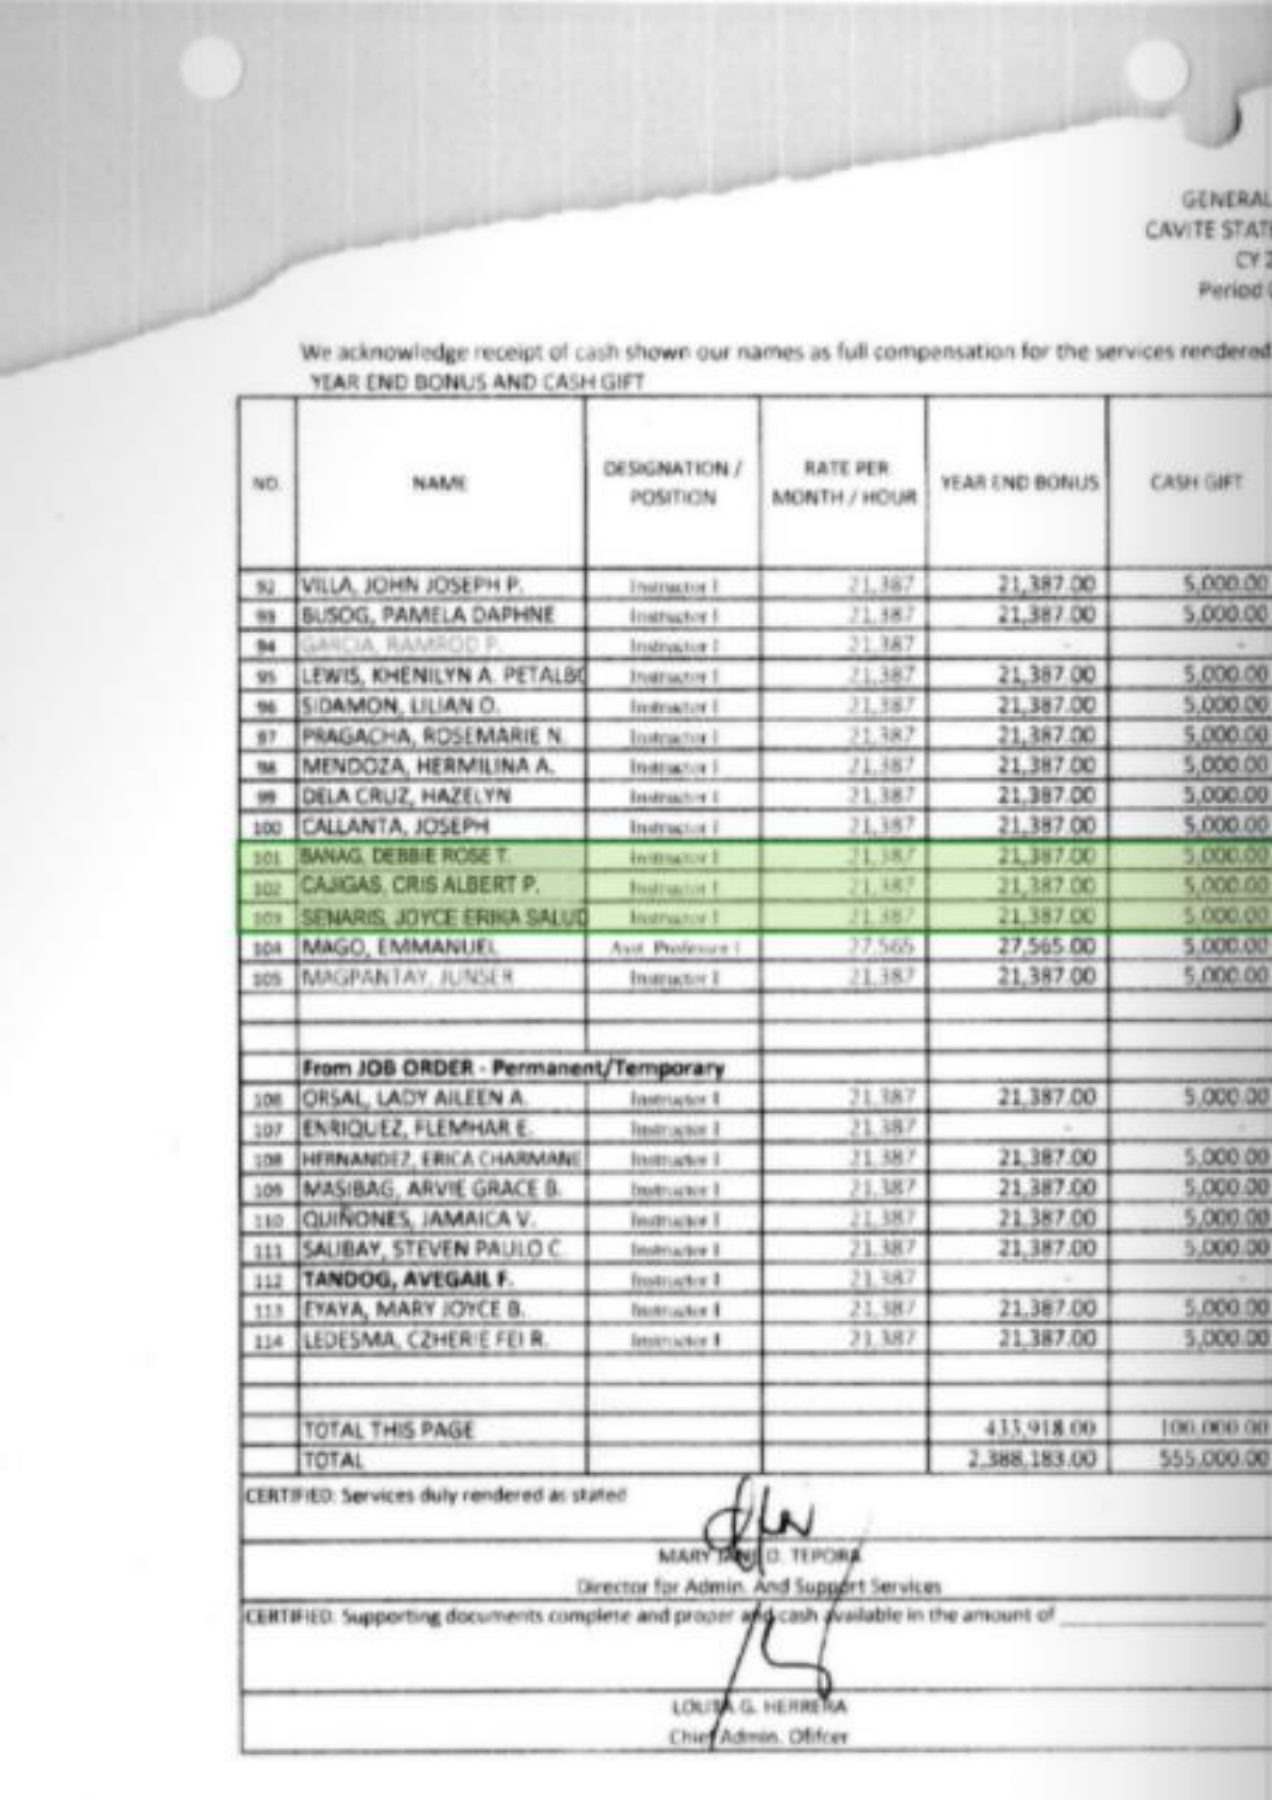 GENERAL
CAVITE STATE
CY 2
Period
We acknowledge receipt of cash shown our names as full compensation for the services rendered
YEAR END BONUS AND CASH GIFT
NO. NAME DESIGNATION / POSITION RATE PER MONTH / HOUR YEAR END BONUS CASH GIFT
92 VILLA, JOHN JOSEPH P. Instructor I 21,387 21,387.00 5,000.00
93 BUSOG, PAMELA DAPHNE Instructor I 21,387 21,387.00 5,000.00
94 GARCIA, RAMROD P. Instructor I 21,387 - -
95 LEWIS, KHENILYN A. PETALBO Instructor I 21,387 21,387.00 5,000.00
96 SIDAMON, LILIAN O. Instructor I 21,387 21,387.00 5,000.00
97 PRAGACHA, ROSEMARIE N. Instructor I 21,387 21,387.00 5,000.00
98 MENDOZA, HERMILINA A. Instructor I 21,387 21,387.00 5,000.00
99 DELA CRUZ, HAZELYN Instructor I 21,387 21,387.00 5,000.00
100 CALLANTA, JOSEPH Instructor I 21,387 21,387.00 5,000.00
101 BANAG, DEBBIE ROSE T. Instructor I 21,387 21,387.00 5,000.00
102 CAJIGAS, CRIS ALBERT P. Instructor I 21,387 21,387.00 5,000.00
103 SENARIS, JOYCE ERIKA SALUD Instructor I 21,387 21,387.00 5,000.00
104 MAGO, EMMANUEL Asst. Professor I 27,565 27,565.00 5,000.00
105 MAGPANTAY, JUNSER Instructor I 21,387 21,387.00 5,000.00
From JOB ORDER - Permanent/Temporary
106 ORSAL, LADY AILEEN A. Instructor I 21,387 21,387.00 5,000.00
107 ENRIQUEZ, FLEMHAR E. Instructor I 21,387 - -
108 HERNANDEZ, ERICA CHARMANE Instructor I 21,387 21,387.00 5,000.00
109 MASIBAG, ARVIE GRACE B. Instructor I 21,387 21,387.00 5,000.00
110 QUIÑONES, JAMAICA V. Instructor I 21,387 21,387.00 5,000.00
111 SALIBAY, STEVEN PAULO C. Instructor I 21,387 21,387.00 5,000.00
112 TANDOG, AVEGAIL F. Instructor I 21,387 - -
113 EYAYA, MARY JOYCE B. Instructor I 21,387 21,387.00 5,000.00
114 LEDESMA, CZHERIE FEI R. Instructor I 21,387 21,387.00 5,000.00
TOTAL THIS PAGE 433,918.00 100,000.00
TOTAL 2,388,183.00 555,000.00
CERTIFIED: Services duly rendered as stated
MARY JANE D. TEPORA
Director for Admin. And Support Services
CERTIFIED: Supporting documents complete and proper and cash available in the amount of
LOLITA G. HERRERA
Chief Admin. Ofifcer